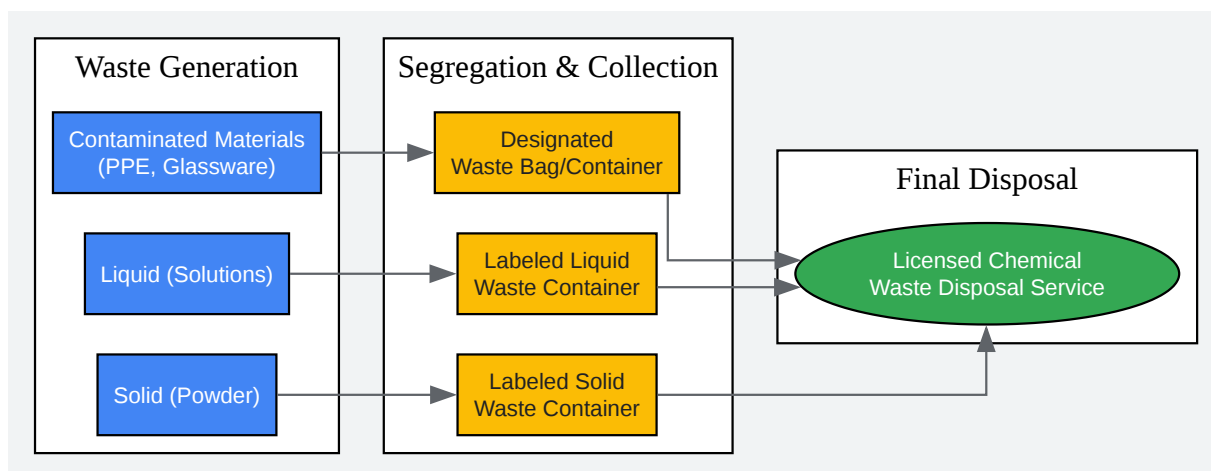 Waste Generation
Contaminated Materials
(PPE, Glassware)
Liquid (Solutions)
Solid (Powder)
Segregation & Collection
Designated
Waste Bag/Container
Labeled Liquid
Waste Container
Labeled Solid
Waste Container
Final Disposal
Licensed Chemical
Waste Disposal Service